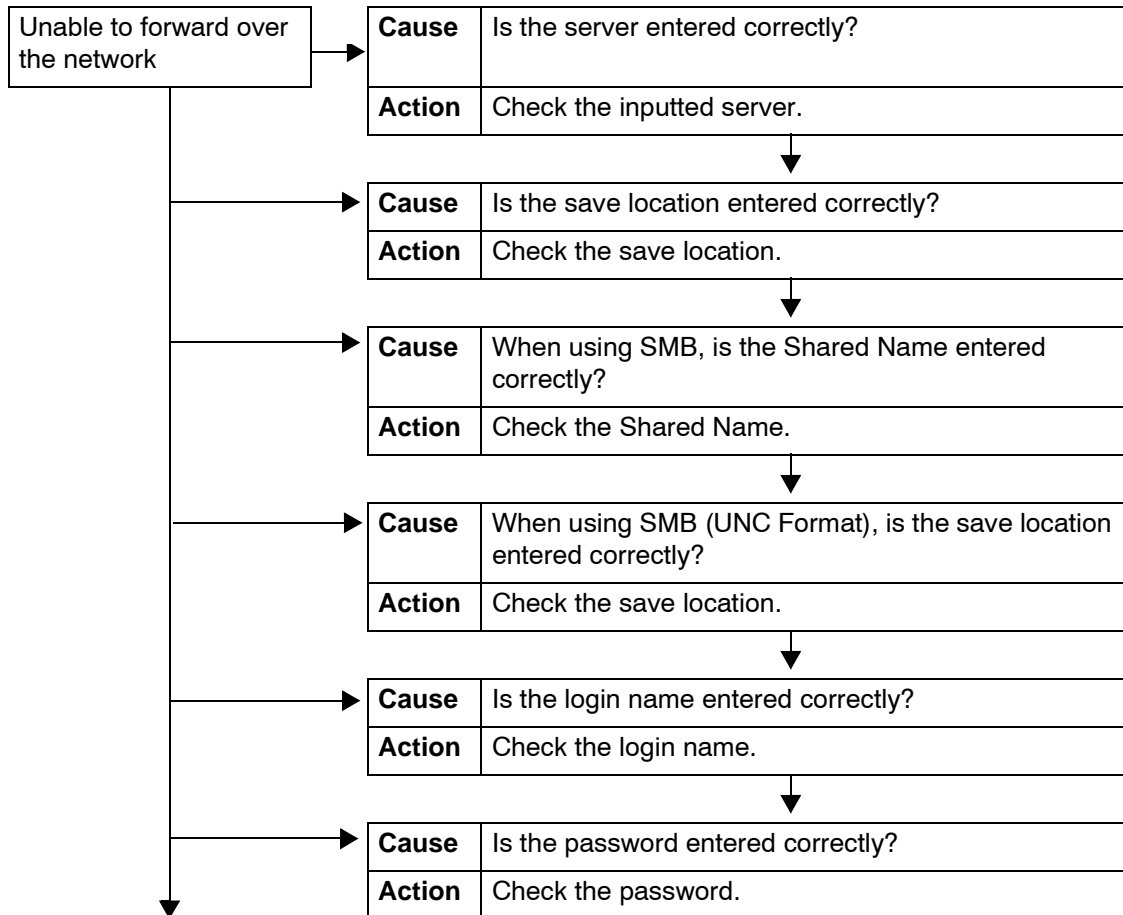 Unable to forward over
the network
Cause Is the server entered correctly?
Action Check the inputted server.
Cause Is the save location entered correctly?
Action Check the save location.
Cause When using SMB, is the Shared Name entered
correctly?
Action Check the Shared Name.
Cause When using SMB (UNC Format), is the save location
entered correctly?
Action Check the save location.
Cause Is the login name entered correctly?
Action Check the login name.
Cause Is the password entered correctly?
Action Check the password.